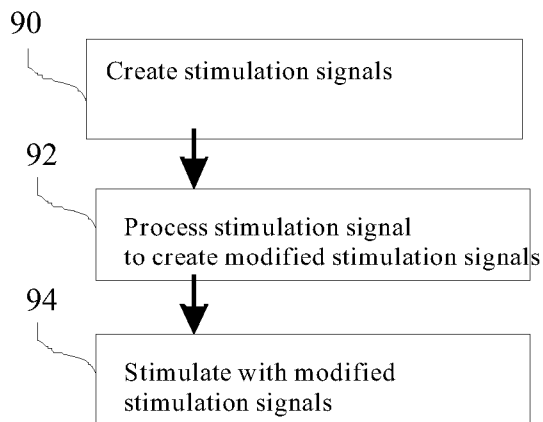 90
Create stimulation signals
92
Process stimulation signal
to create modified stimulation signals
94
Stimulate with modified
stimulation signals